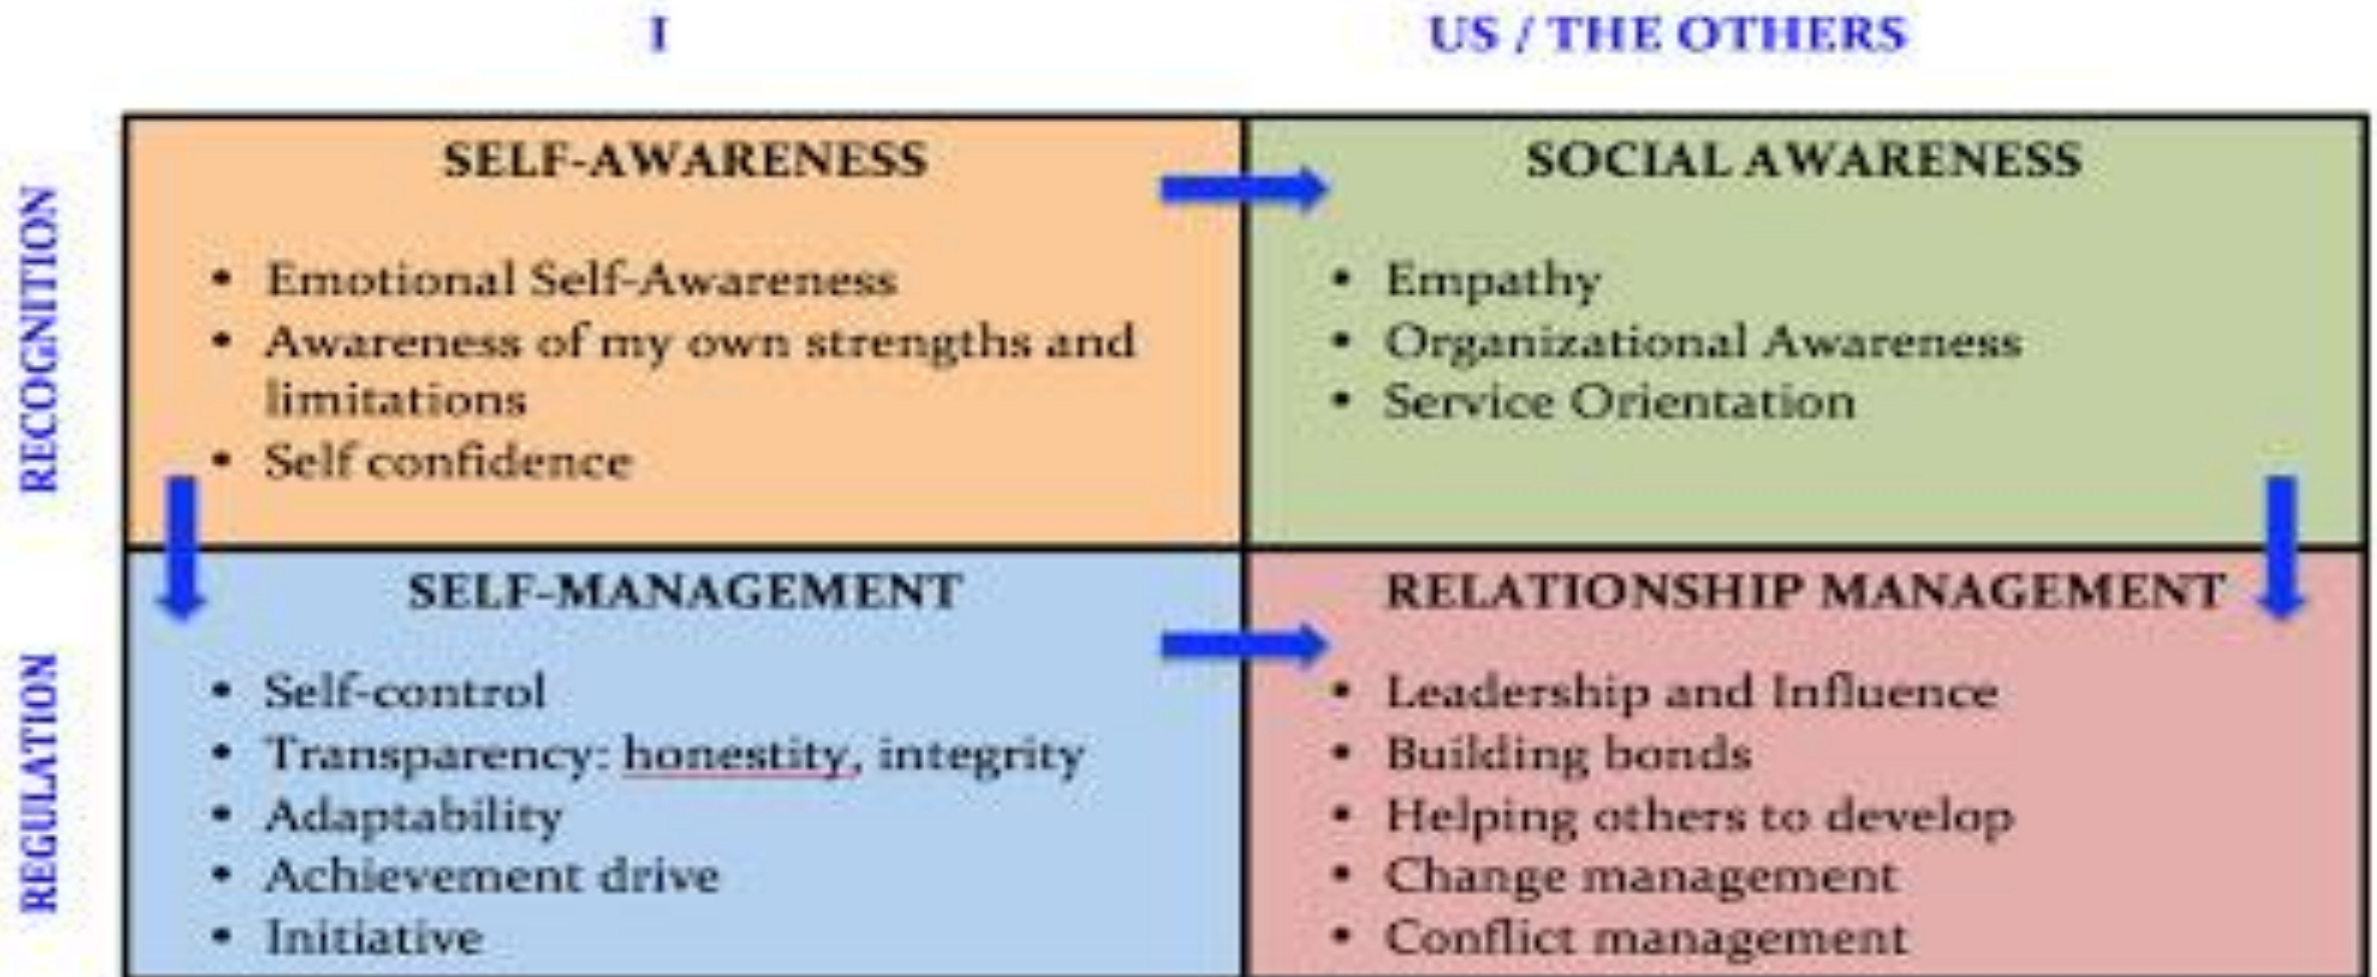 I
US / THE OTHERS
RECOGNITION
SELF-AWARENESS
• Emotional Self-Awareness
• Awareness of my own strengths and
limitations
• Self confidence
SOCIAL AWARENESS
• Empathy
• Organizational Awareness
• Service Orientation
REGULATION
SELF-MANAGEMENT
• Self-control
• Transparency: honestity, integrity
• Adaptability
• Achievement drive
• Initiative
RELATIONSHIP MANAGEMENT
• Leadership and Influence
• Building bonds
• Helping others to develop
• Change management
• Conflict management